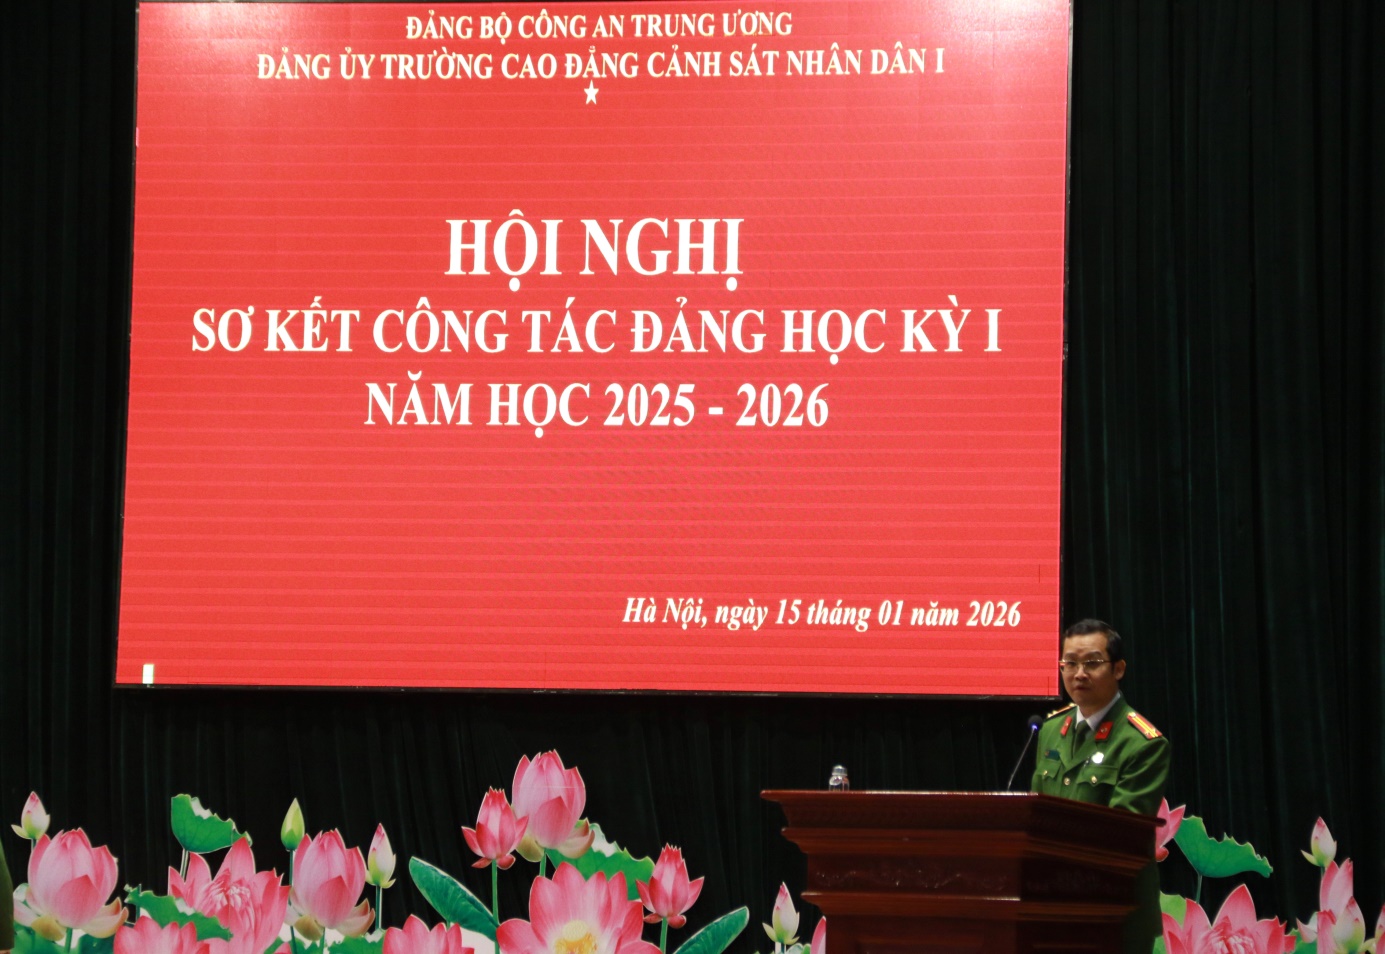 ĐẢNG BỘ CÔNG AN TRUNG ƯƠNG
ĐẢNG ỦY TRƯỜNG CAO ĐẲNG CẢNH SÁT NHÂN DÂN I
HỘI NGHỊ
SƠ KẾT CÔNG TÁC ĐẢNG HỌC KỲ I
NĂM HỌC 2025 - 2026
Hà Nội, ngày 15 tháng 01 năm 2026